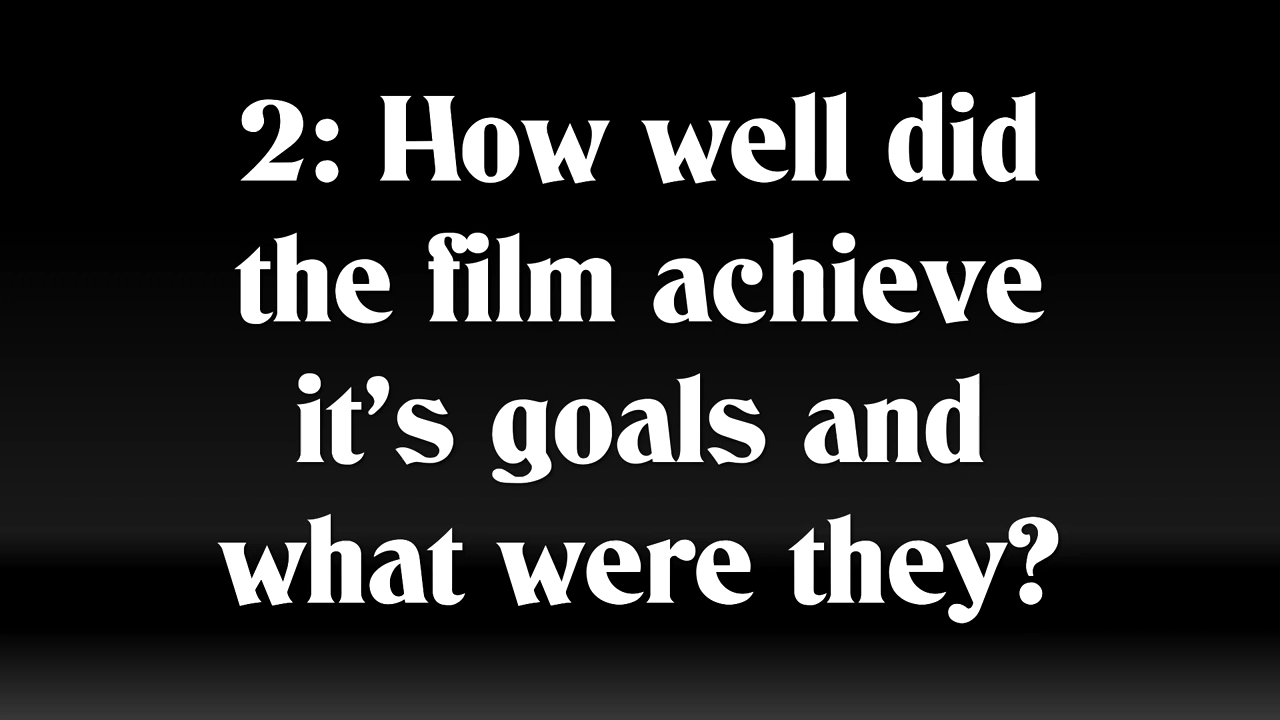 2: How well did
the film achieve
it’s goals and
what were they?